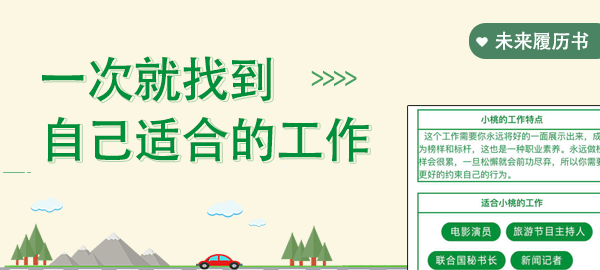 未来履历书
一次就找到 >>>>
自己适合的工作
小桃的工作特点
这个工作需要你永远将好的一面展示出来，成
为榜样和标杆，这也是一种职业素养。永远做榜
样会很累，一旦松懈就会前功尽弃，所以你需要
更好的约束自己的行为。
适合小桃的工作
电影演员 旅游节目主持人
联合国秘书长 新闻记者